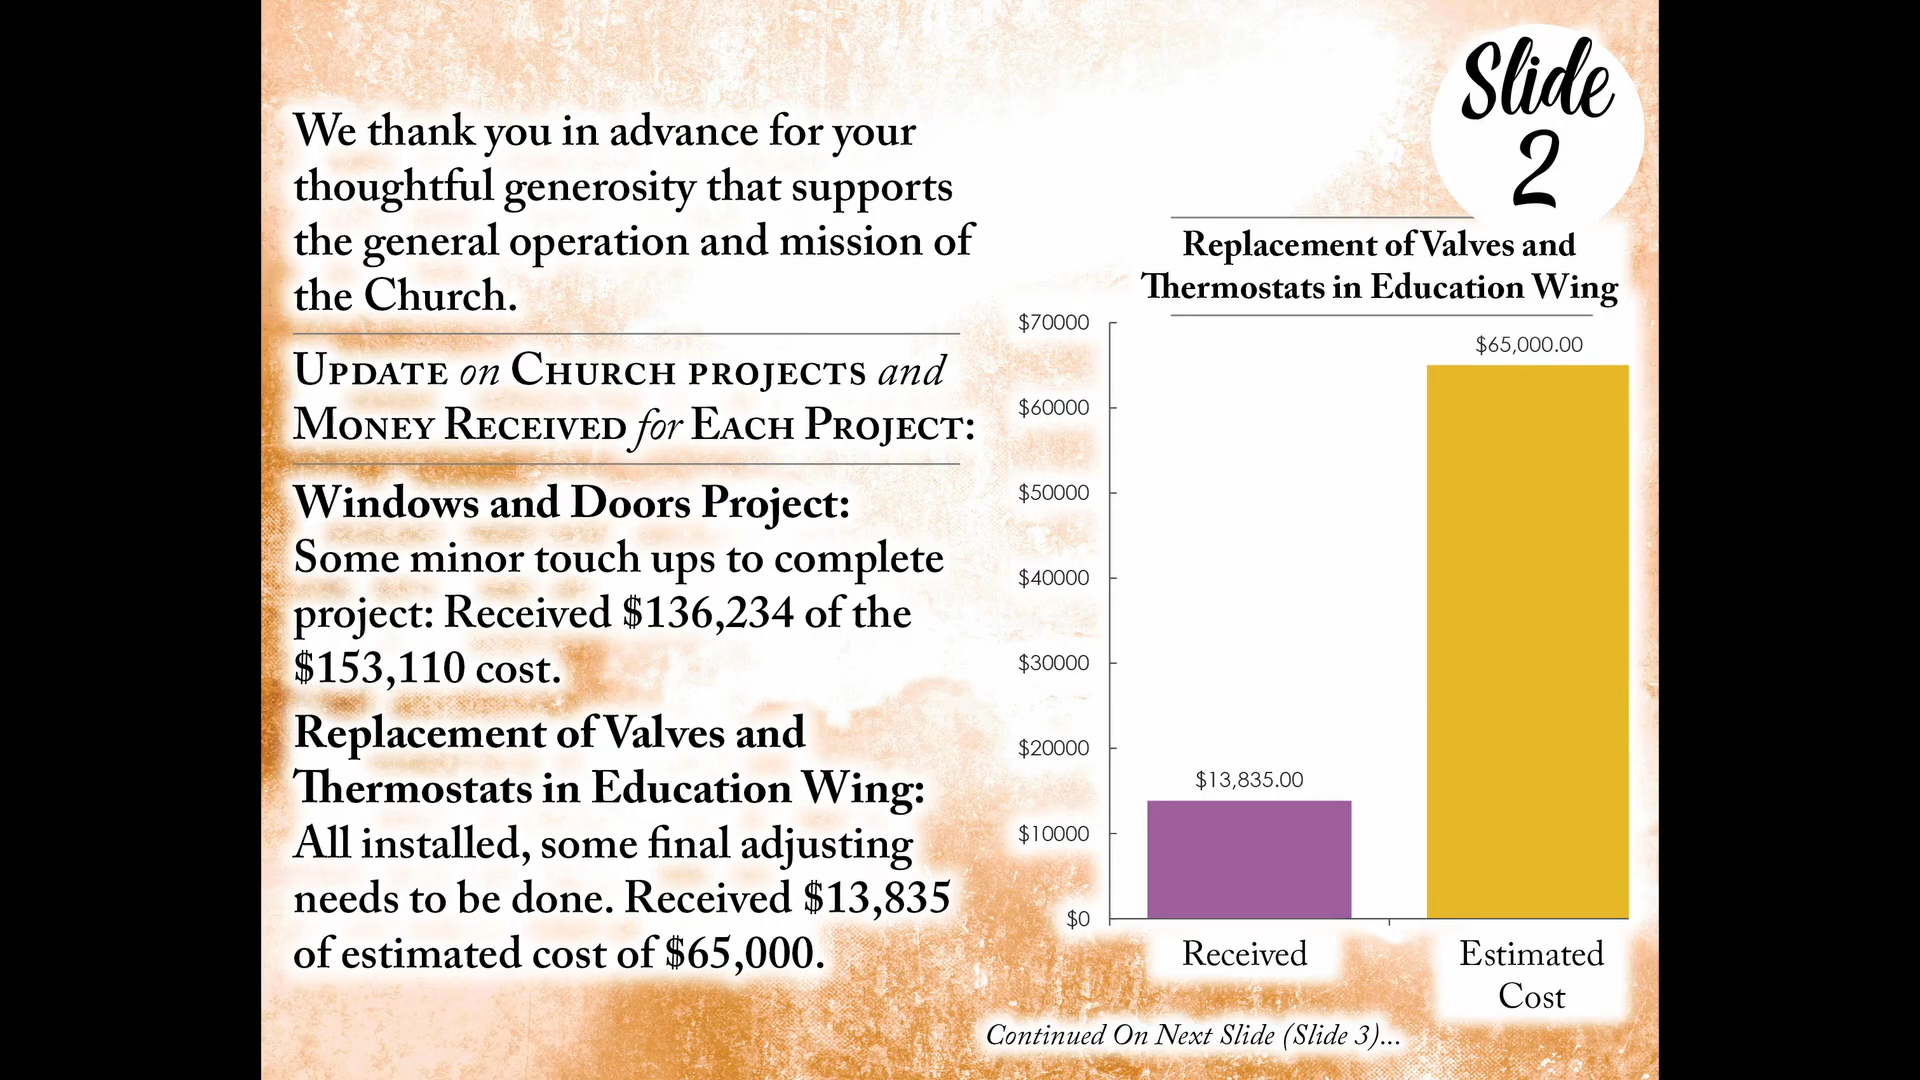 Slide
2
We thank you in advance for your
thoughtful generosity that supports
the general operation and mission of
the Church.
Update on Church projects and
Money Received for Each Project:
Windows and Doors Project:
Some minor touch ups to complete
project: Received $136,234 of the
$153,110 cost.
Replacement of Valves and
Thermostats in Education Wing:
All installed, some final adjusting
needs to be done. Received $13,835
of estimated cost of $65,000.
Replacement of Valves and
Thermostats in Education Wing
$70000
$60000
$50000
$40000
$30000
$20000
$10000
$0
$13,835.00
$65,000.00
Received
Estimated
Cost
Continued On Next Slide (Slide 3)...